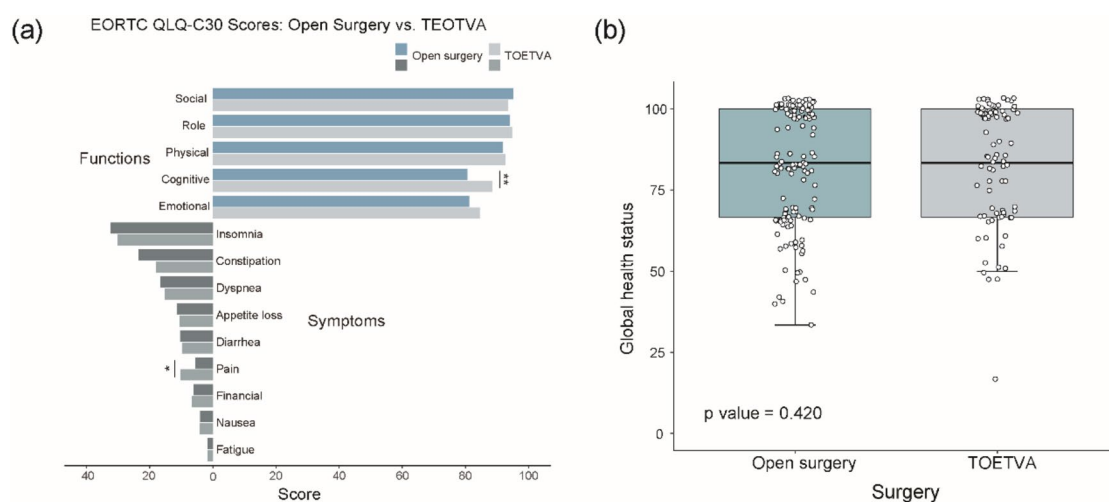 (a)
EORTC QLQ-C30 Scores: Open Surgery vs. TEOTVA
Open surgery TOETVA
Social
Role
Physical
Functions
Cognitive
**
Emotional
Insomnia
Constipation
Dyspnea
Appetite loss
Symptoms
Diarrhea
*
Pain
Financial
Nausea
Fatigue
40 20 0 20 40 60 80 100
Score
(b)
Global health status
100
75
50
25
0
p value = 0.420
Open surgery TOETVA
Surgery